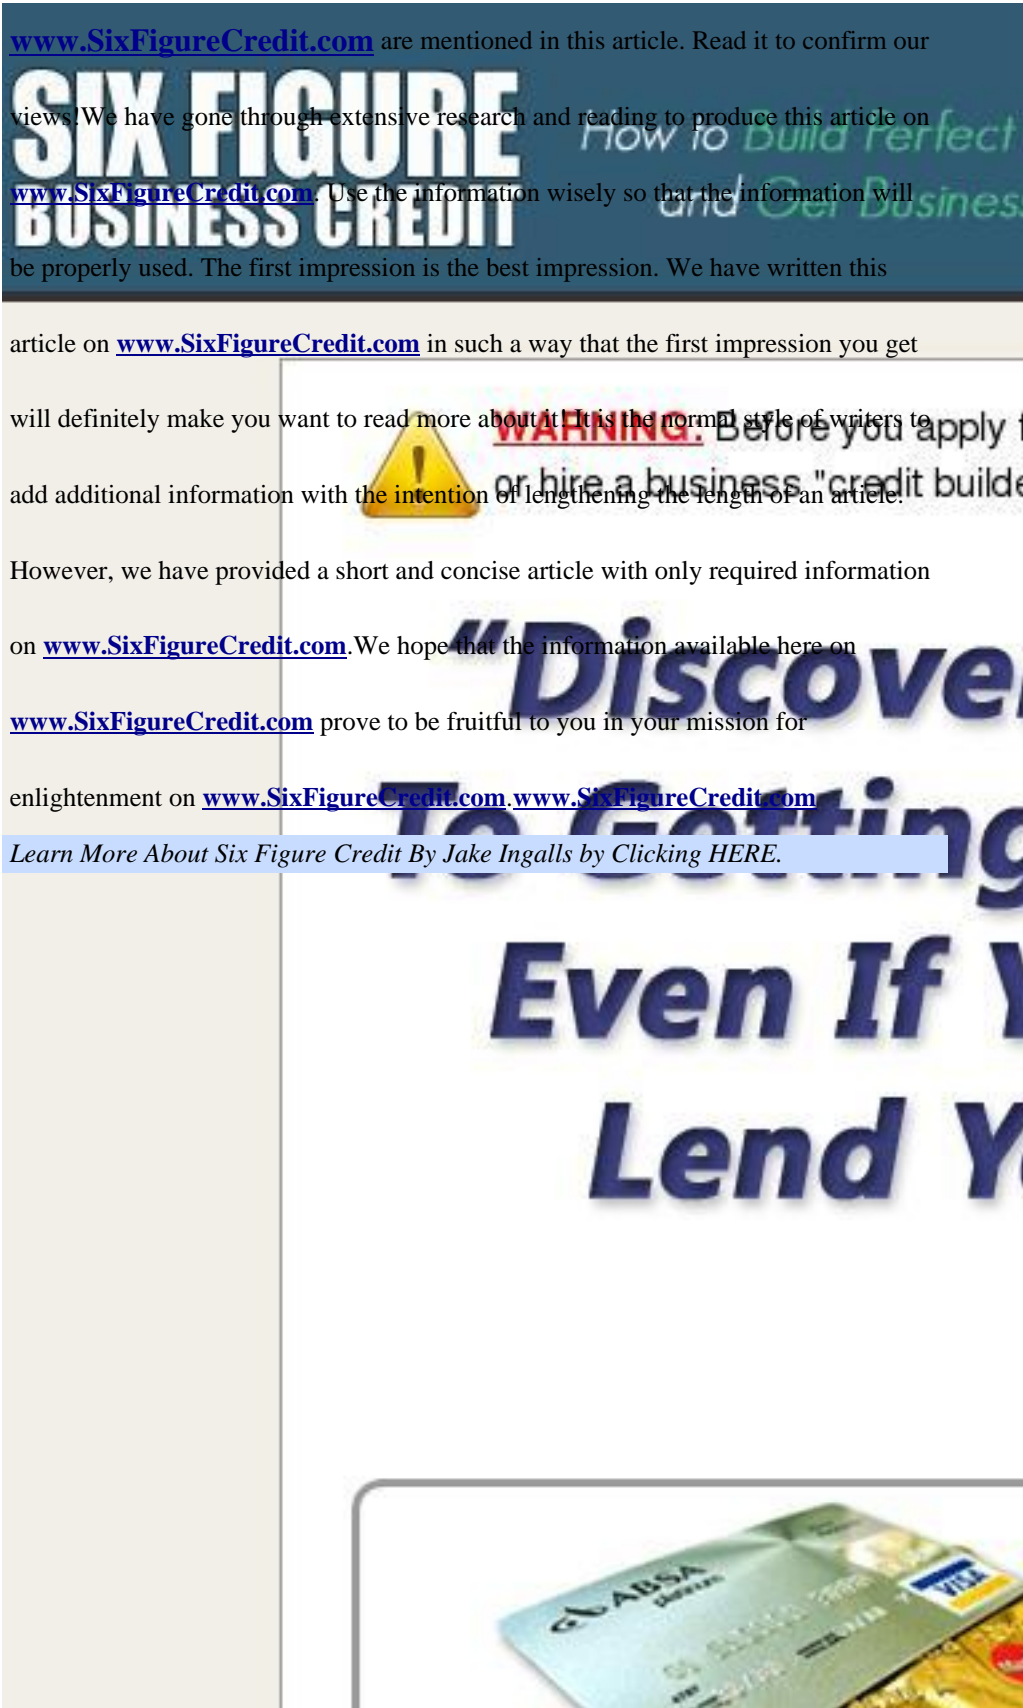 www.SixFigureCredit.com are mentioned in this article. Read it to confirm our
views!We have gone through extensive research and reading to produce this article on
www.SixFigureCredit.com. Use the information wisely so that the information will
be properly used. The first impression is the best impression. We have written this
article on www.SixFigureCredit.com in such a way that the first impression you get
will definitely make you want to read more about it! It is the normal style of writers to
add additional information with the intention of lengthening the length of an article.
However, we have provided a short and concise article with only required information
on www.SixFigureCredit.com.We hope that the information available here on
www.SixFigureCredit.com prove to be fruitful to you in your mission for
enlightenment on www.SixFigureCredit.com.www.SixFigureCredit.com
Learn More About Six Figure Credit By Jake Ingalls by Clicking HERE.
SIX FIGURE
BUSINESS CREDIT
How to Build Perfect
and Get Business
WARNING: Before you apply
or hire a business "credit
"Discover
To Getting
Even If
Lend
ABSA
platinum
VISA